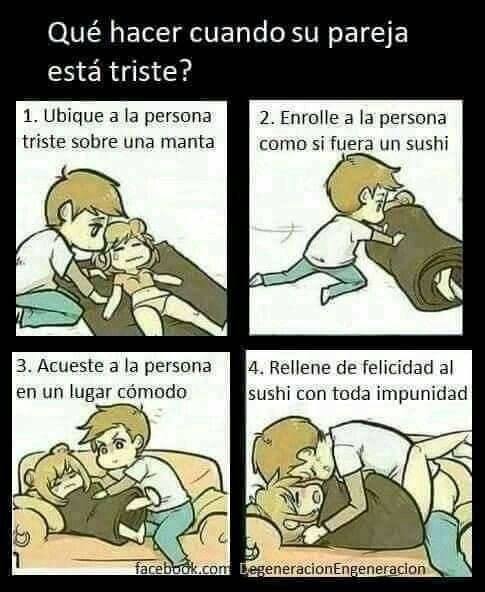 Qué hacer cuando su pareja
está triste?
1. Ubique a la persona
triste sobre una manta
2. Enrolle a la persona
como si fuera un sushi
3. Acueste a la persona
en un lugar cómodo
4. Rellene de felicidad al
sushi con toda impunidad
facebook.com DegeneracionEngeneracion